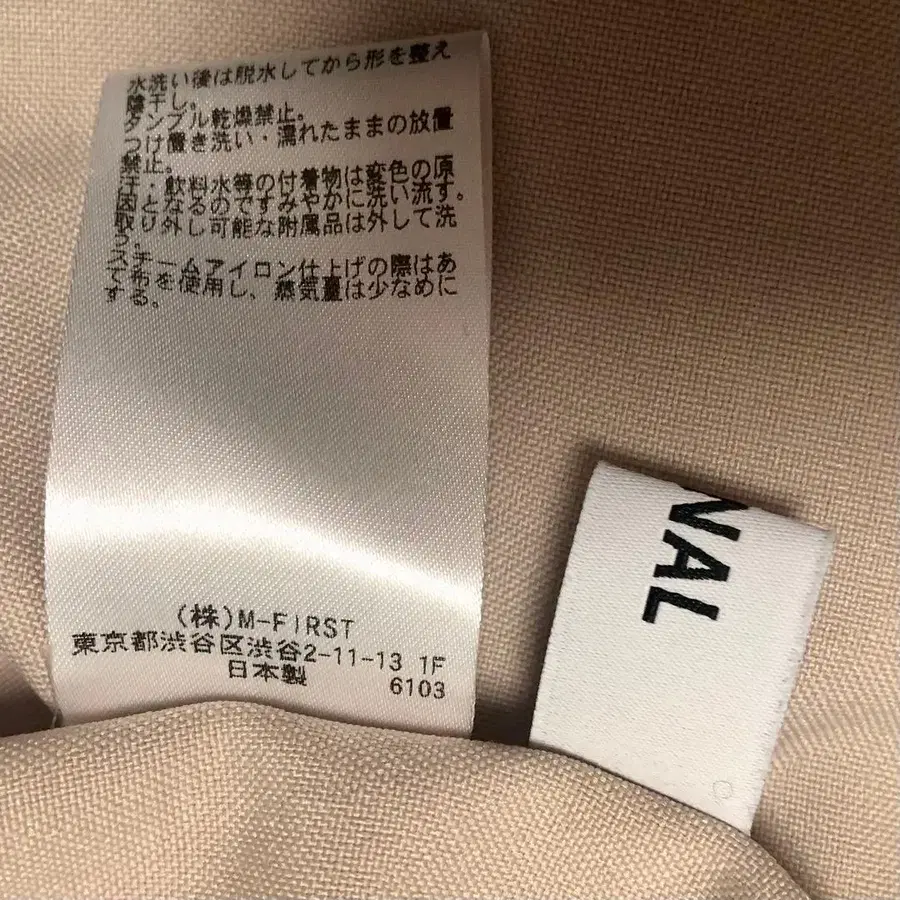 水洗い後は脱水してから形を整え
陰干し。
タンブル乾燥禁止。
つけ置き洗い・濡れたままの放置
禁止。
汗・飲料水等の付着物は変色の原
因となるのですみやかに洗い流す。
取り外し可能な附属品は外して洗
う。
スチームアイロン仕上げの際はあ
て布を使用し、蒸気量は少なめに
する。
(株)M-FIRST
東京都渋谷区渋谷2-11-13 1F
日本製 6103
NAL